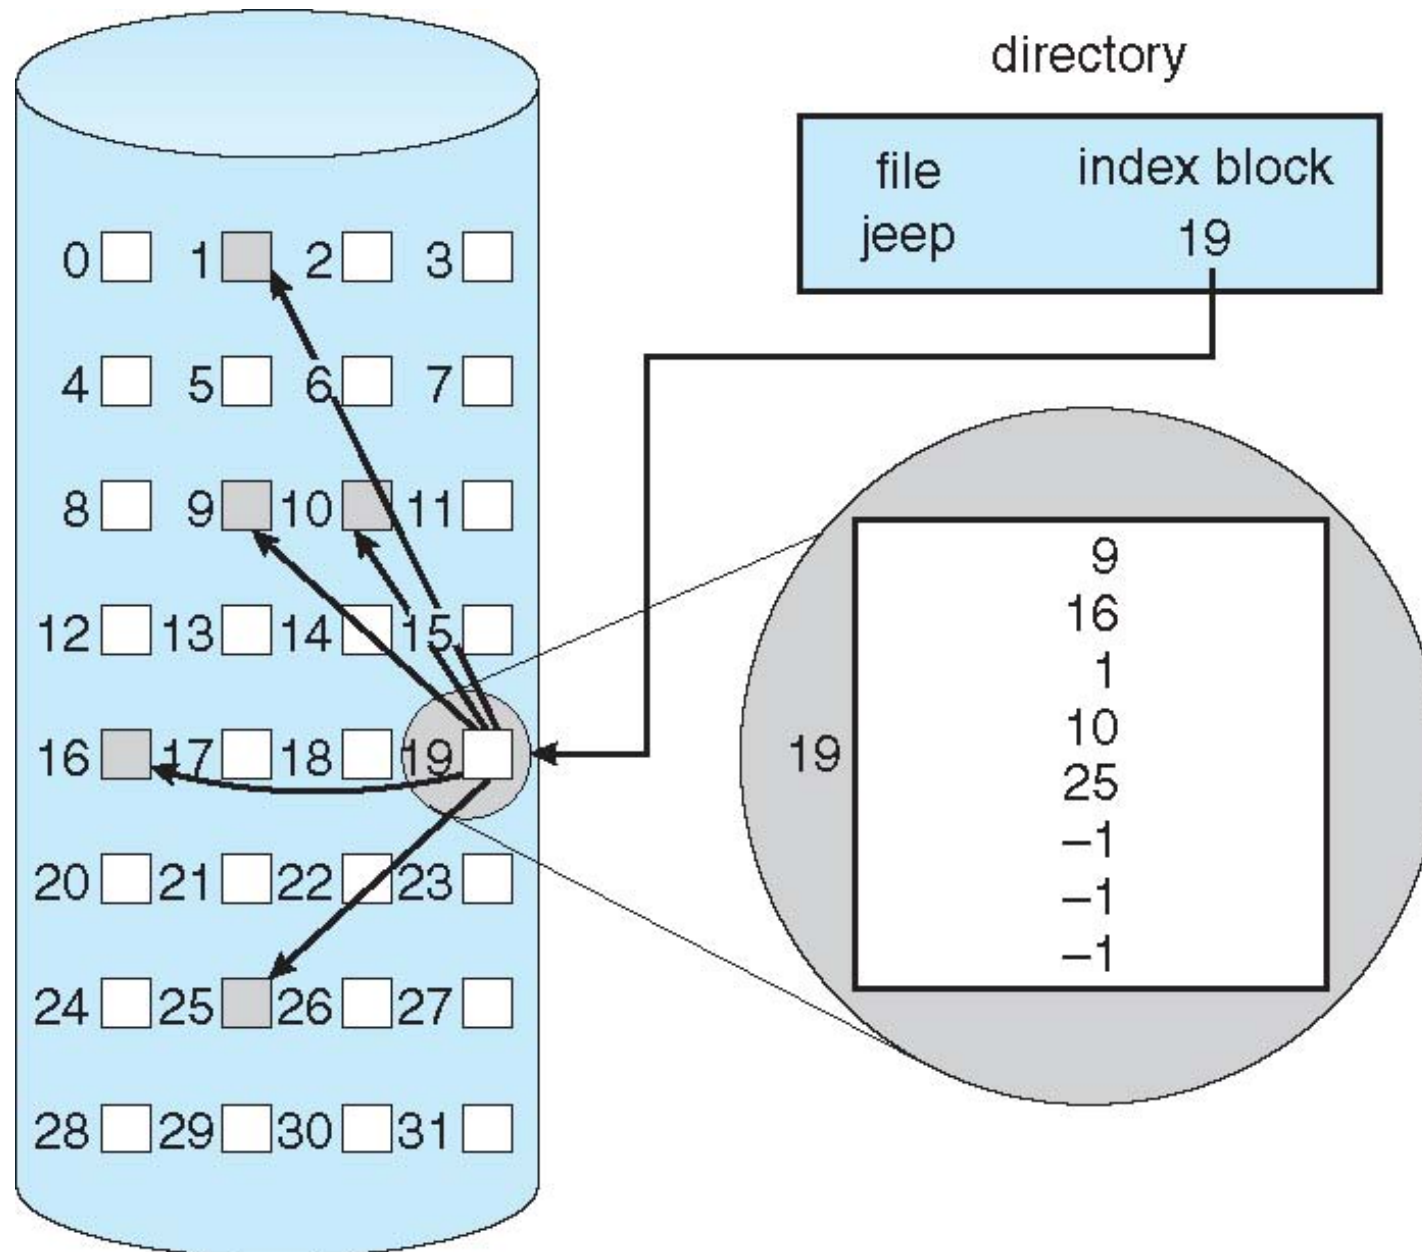 directory
file index block
jeep 19
0 1 2 3
4 5 6 7
8 9 10 11
12 13 14 15
16 17 18 19
20 21 22 23
24 25 26 27
28 29 30 31
19
9
16
1
10
25
–1
–1
–1